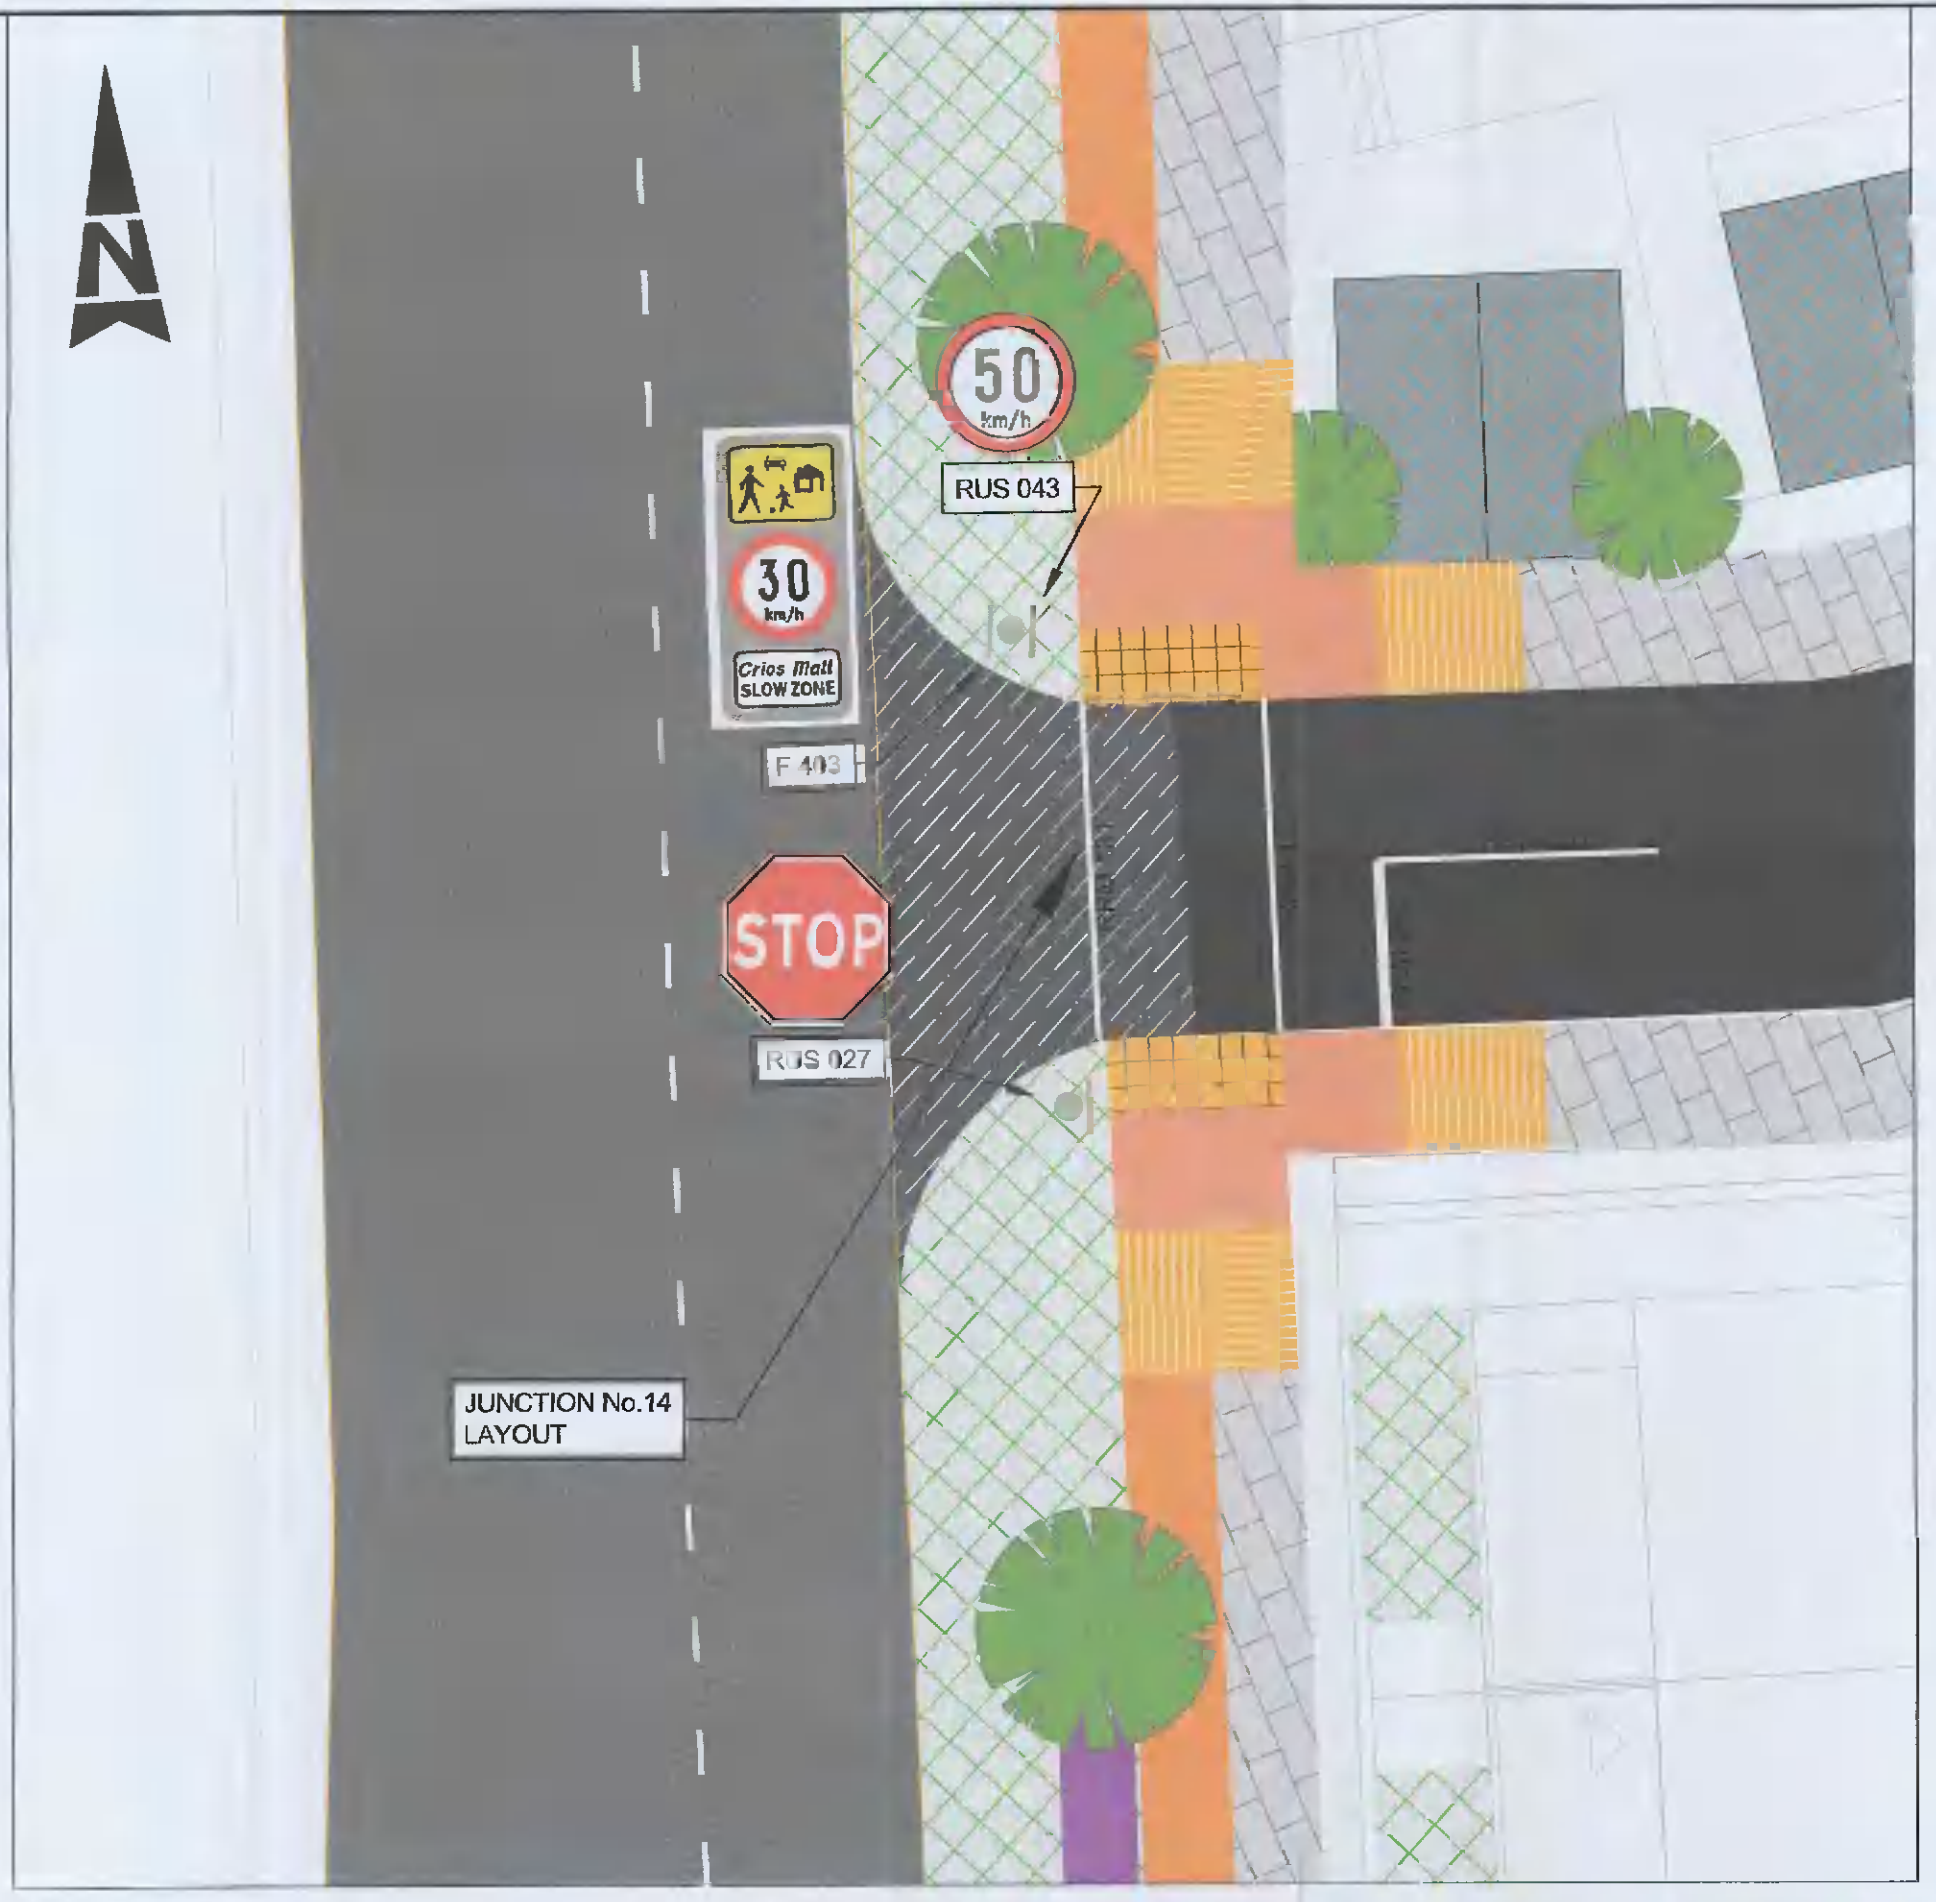 N
50
km/h
RUS 043
30
km/h
Crios Mall
SLOW ZONE
F 403
STOP
RUS 027
JUNCTION No.14
LAYOUT